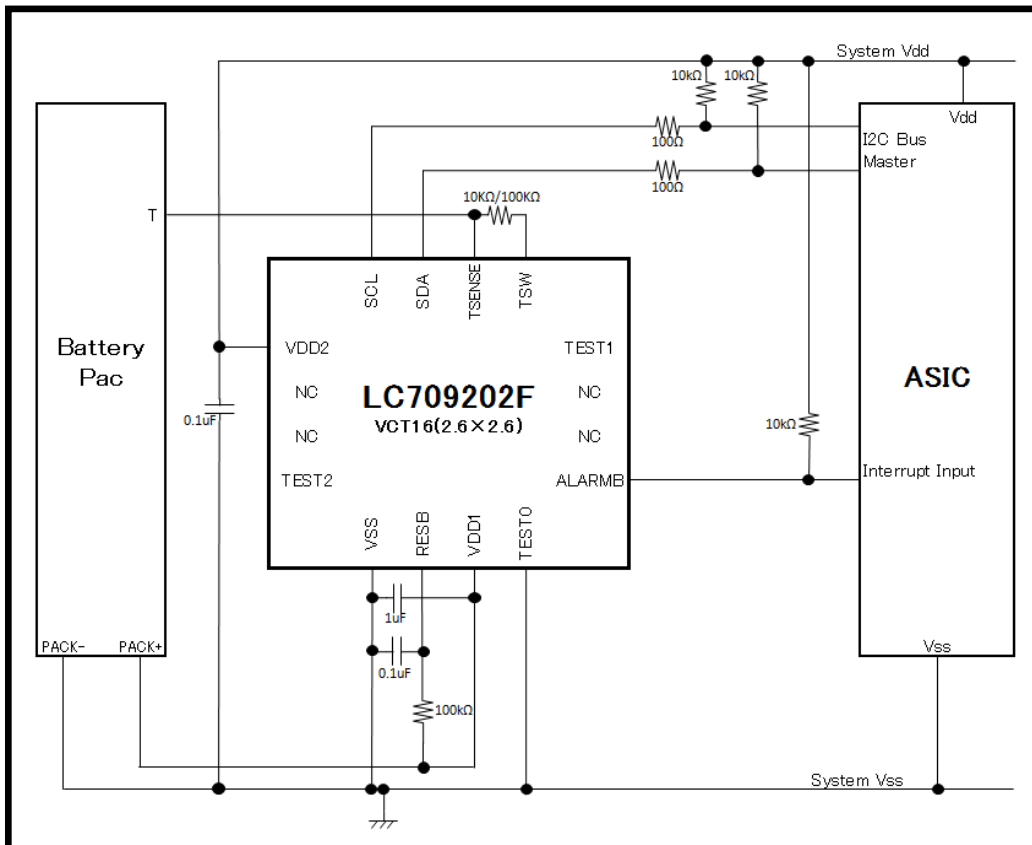 System Vdd
10kΩ
10kΩ
Vdd
I2C Bus
Master
100Ω
100Ω
10KΩ/100KΩ
T
SCL
SDA
TSENSE
TSW
Battery
Pac
VDD2
TEST1
NC
LC709202F
VCT16(2.6×2.6)
ASIC
0.1uF
NC
NC
NC
10kΩ
TEST2
ALARMB
Interrupt Input
VSS
RESB
VDD1
TEST0
1uF
PACK-
PACK+
0.1uF
Vss
100kΩ
System Vss